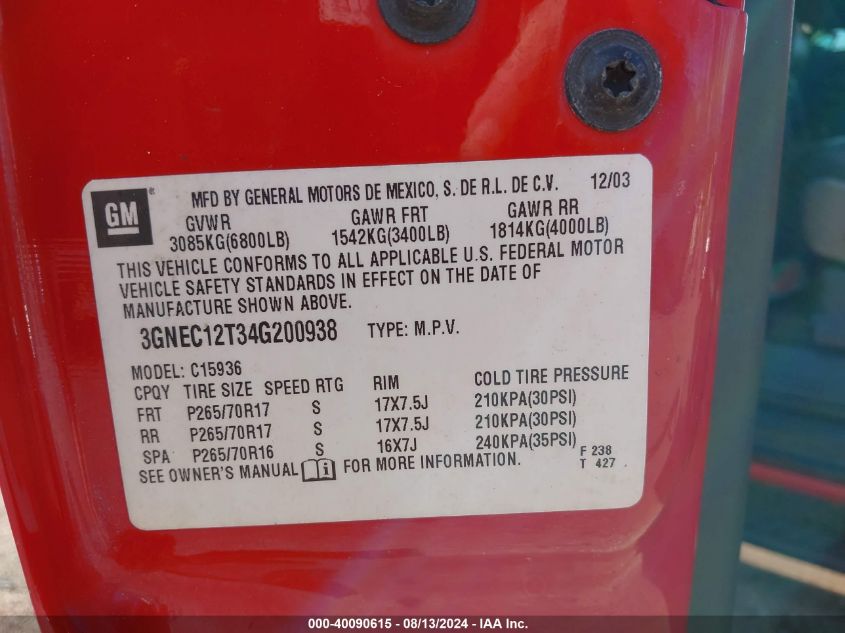 GM ® MFD BY GENERAL MOTORS DE MEXICO, S. DE R.L. DE C.V. 12/03
GVWR GAWR FRT GAWR RR
3085KG(6800LB) 1542KG(3400LB) 1814KG(4000LB)
THIS VEHICLE CONFORMS TO ALL APPLICABLE U.S. FEDERAL MOTOR
VEHICLE SAFETY STANDARDS IN EFFECT ON THE DATE OF
MANUFACTURE SHOWN ABOVE.
3GNEC12T34G200938 TYPE: M.P.V.
MODEL: C15936
CPQY TIRE SIZE SPEED RTG RIM COLD TIRE PRESSURE
FRT P265/70R17 S 17X7.5J 210KPA(30PSI)
RR P265/70R17 S 17X7.5J 210KPA(30PSI)
SPA P265/70R16 S 16X7J 240KPA(35PSI)
SEE OWNER'S MANUAL FOR MORE INFORMATION.
F 238
T 427
000-40090615 - 08/13/2024 - IAA Inc.